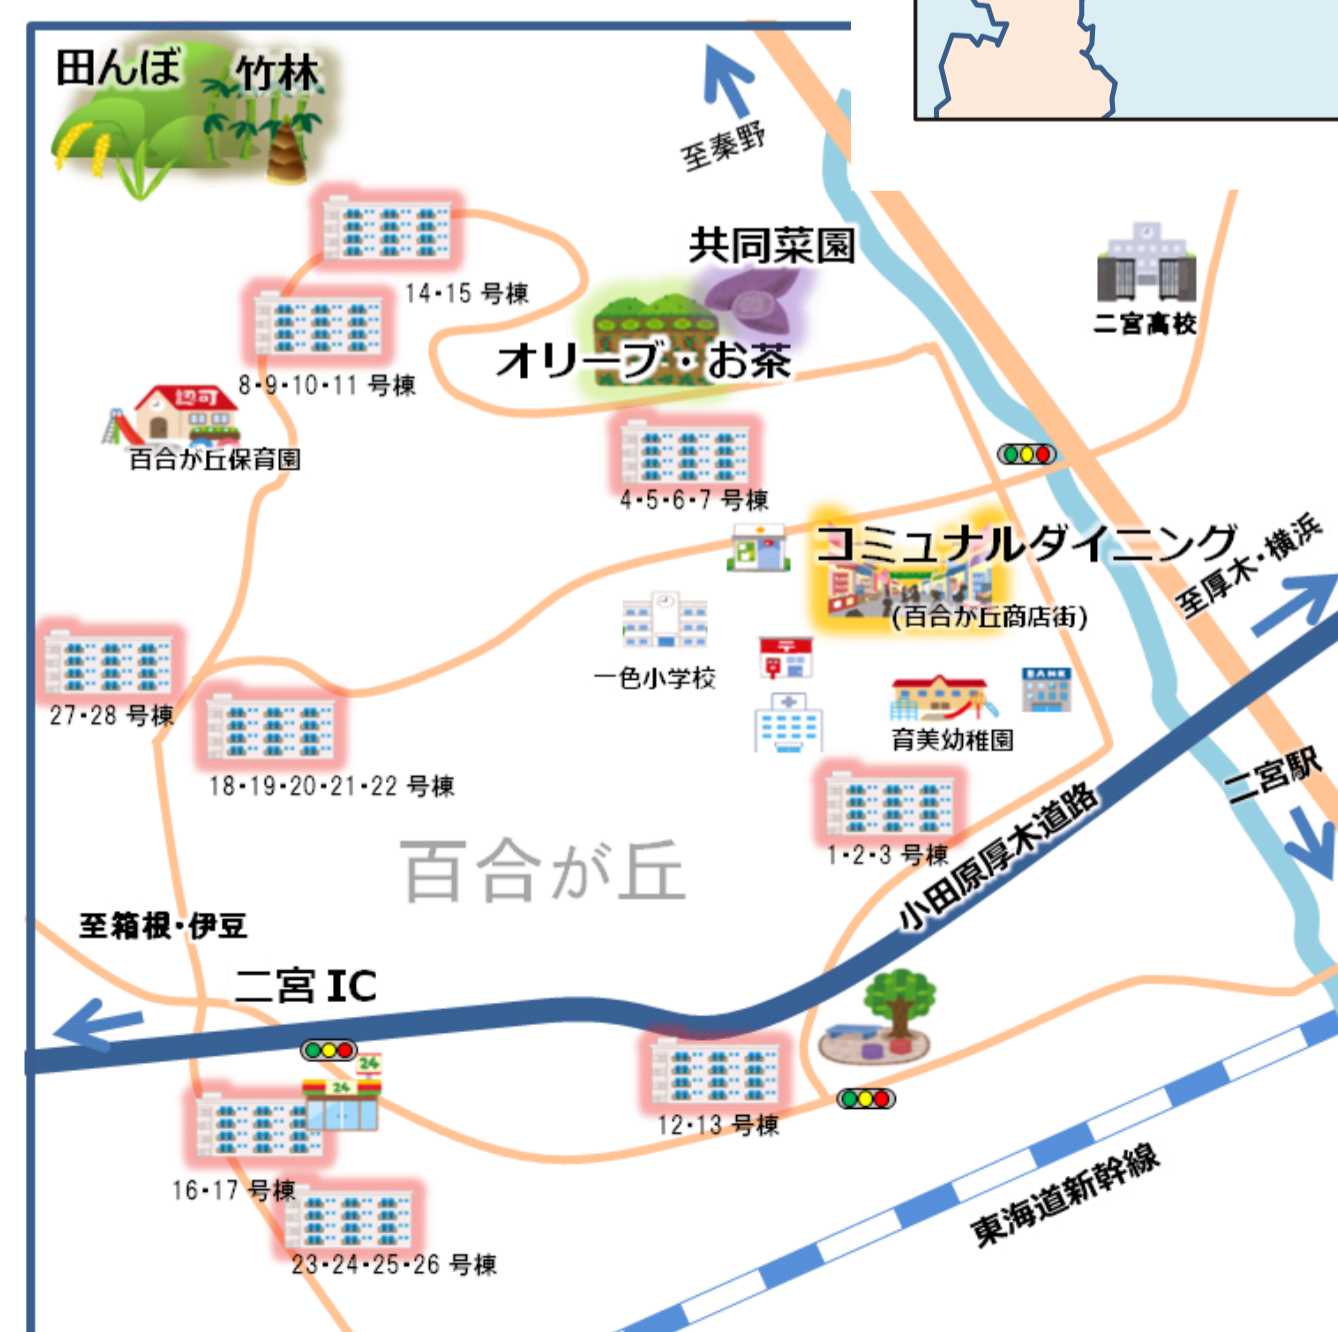 田んぼ
竹林
至秦野
共同菜園
二宮高校
14・15 号棟
オリーブ・お茶
8・9・10・11 号棟
認可
百合が丘保育園
4・5・6・7 号棟
コミュナルダイニング
(百合が丘商店街)
至厚木・横浜
一色小学校
〒
BANK
27・28 号棟
育美幼稚園
18・19・20・21・22 号棟
二宮駅
1・2・3 号棟
小田原厚木道路
百合が丘
至箱根・伊豆
二宮 IC
24
24
12・13 号棟
16・17 号棟
東海道新幹線
23・24・25・26 号棟